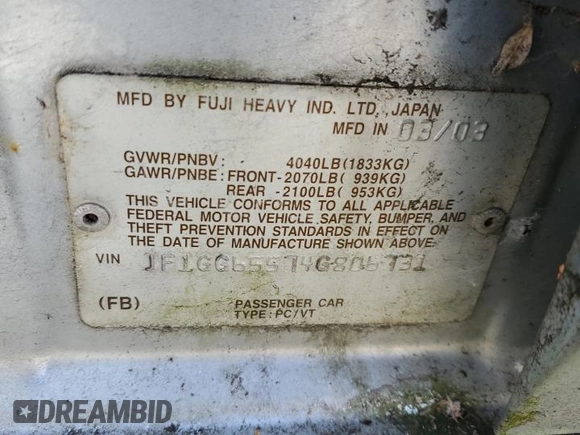 MFD BY FUJI HEAVY IND. LTD, JAPAN
MFD IN 03/03
GVWR/PNBV: 4040LB(1833KG)
GAWR/PNBE: FRONT-2070LB( 939KG)
REAR -2100LB( 953KG)
THIS VEHICLE CONFORMS TO ALL APPLICABLE
FEDERAL MOTOR VEHICLE SAFETY, BUMPER, AND
THEFT PREVENTION STANDARDS IN EFFECT ON
THE DATE OF MANUFACTURE SHOWN ABOVE.
VIN
(FB) PASSENGER CAR
TYPE:PC/VT
DREAMBID